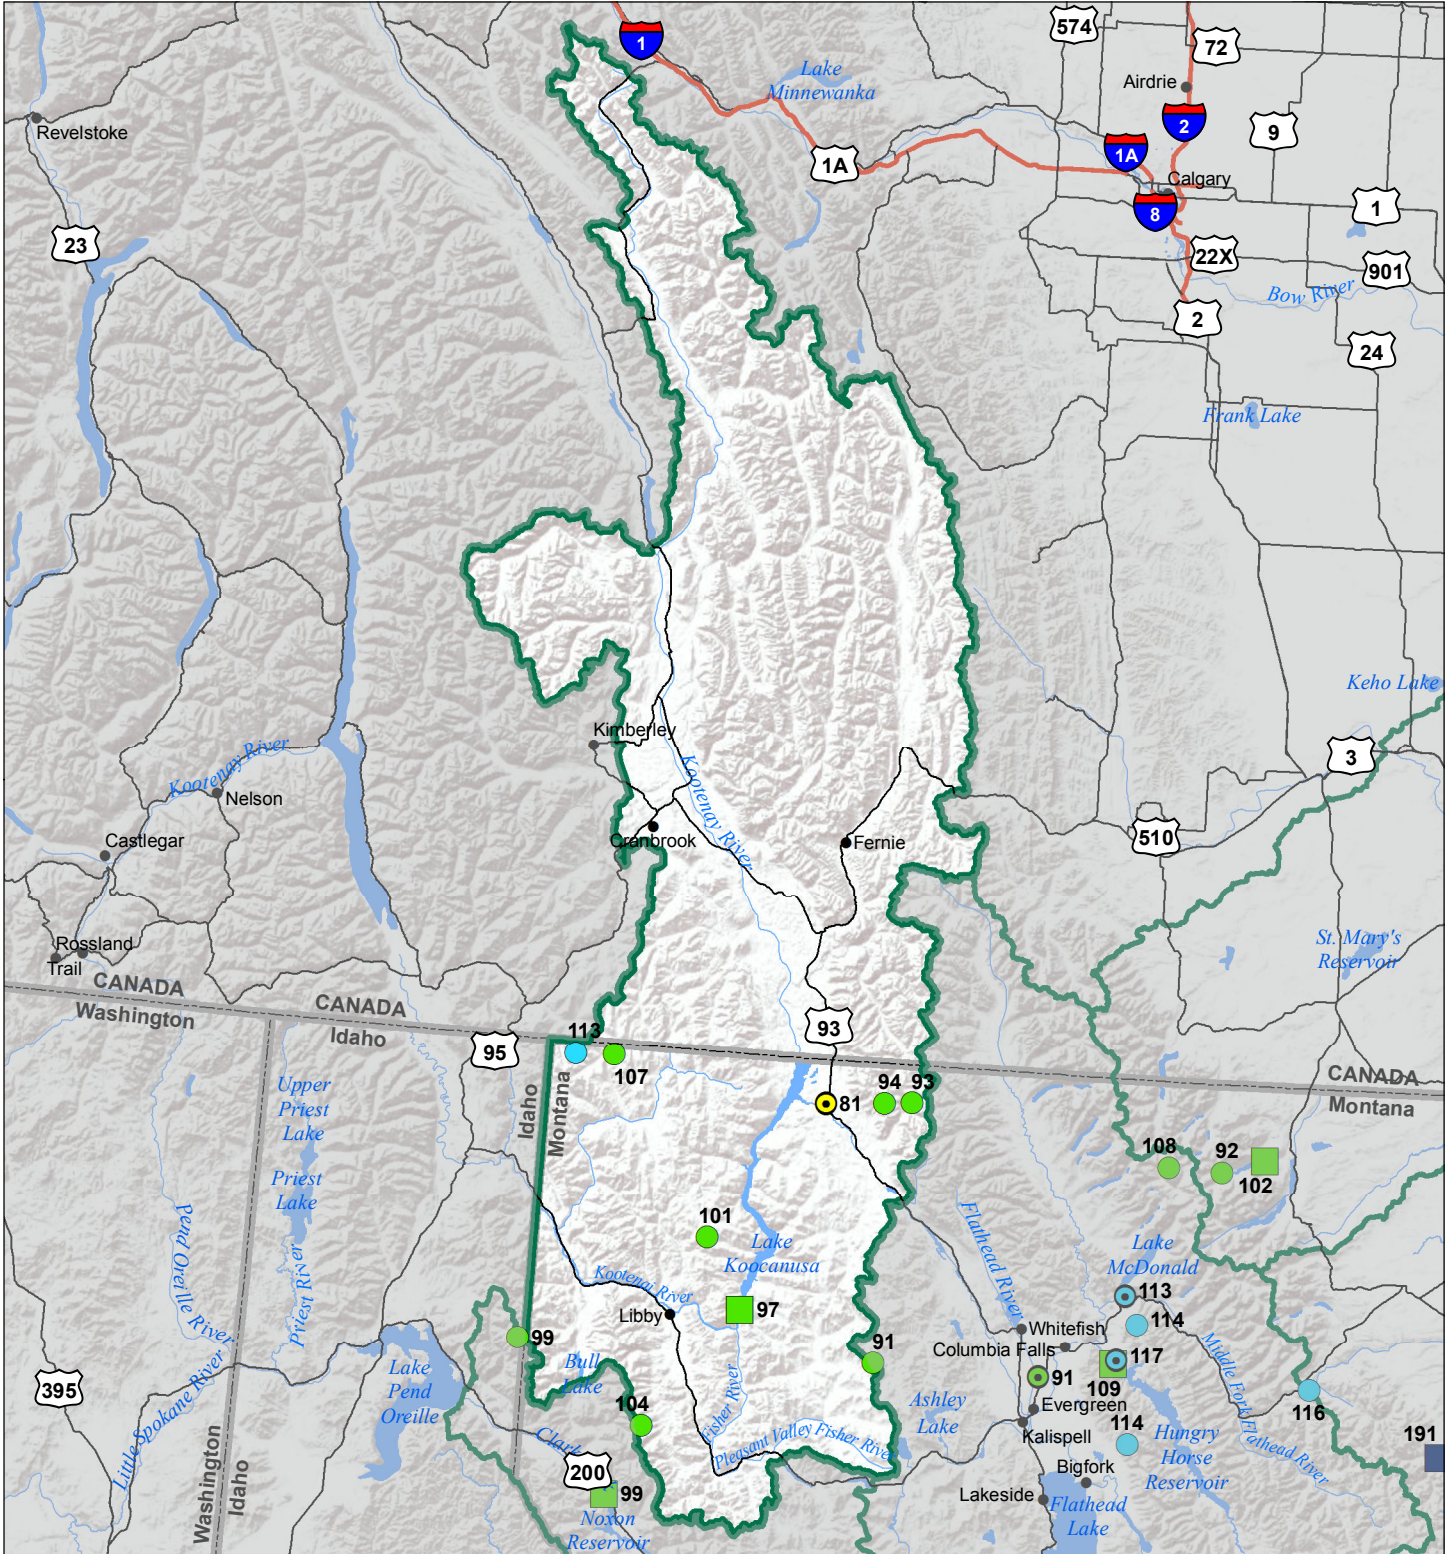 574
1
72
Lake
Minnewanka
Airdrie
Revelstoke
2
9
1A
1A
Calgary
8
1
23
22X
901
Bow River
2
24
Frank Lake
Keho Lake
Kimberley
3
Kootenay River
Kootenay River
Nelson
510
Castlegar
Cranbrook
Fernie
Rossland
Trail
St. Mary's
Reservoir
CANADA
Washington
CANADA
Idaho
93
113
95
107
CANADA
Montana
Upper
Priest
Lake
Idaho
Montana
81
94
93
Priest
Lake
108
92
102
Pend Oreille River
Priest River
101
Lake
Koocanusa
Flathead River
Lake
McDonald
Kootenai River
113
Libby
97
114
Whitefish
Columbia Falls
99
117
Middle Fork Flathead River
Bull
Lake
91
Lake
Pend
Oreille
91
109
395
Little Spokane River
Fisher River
Ashley
Lake
Evergreen
116
104
Kalispell
114
Hungry
Horse
Reservoir
191
Clark
Pleasant Valley Fisher River
200
Bigfork
99
Lakeside
Flathead
Lake
Washington
Idaho
Noxon
Reservoir